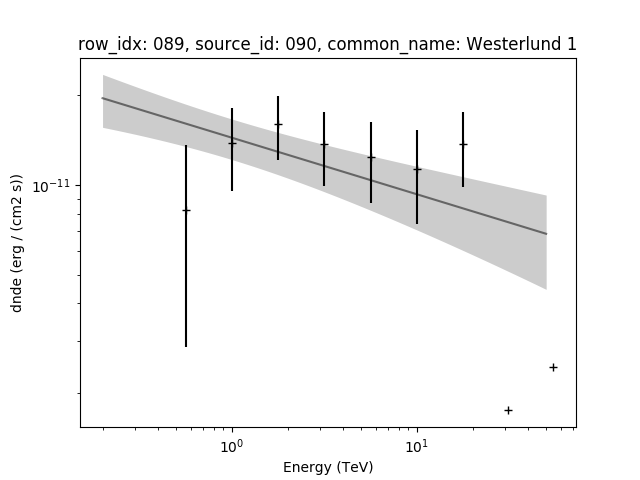 row_idx: 089, source_id: 090, common_name: Westerlund 1
dnde (erg / (cm2 s))
10⁻¹¹
10⁰ 10¹
Energy (TeV)